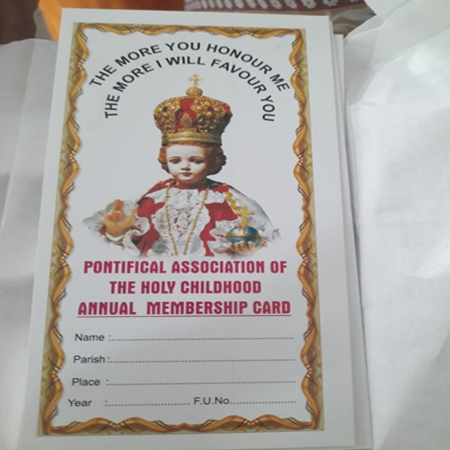 THE MORE YOU HONOUR ME
THE MORE I WILL FAVOUR YOU
PONTIFICAL ASSOCIATION OF
THE HOLY CHILDHOOD
ANNUAL MEMBERSHIP CARD
Name :
Parish:
Place :
Year : F.U.No.